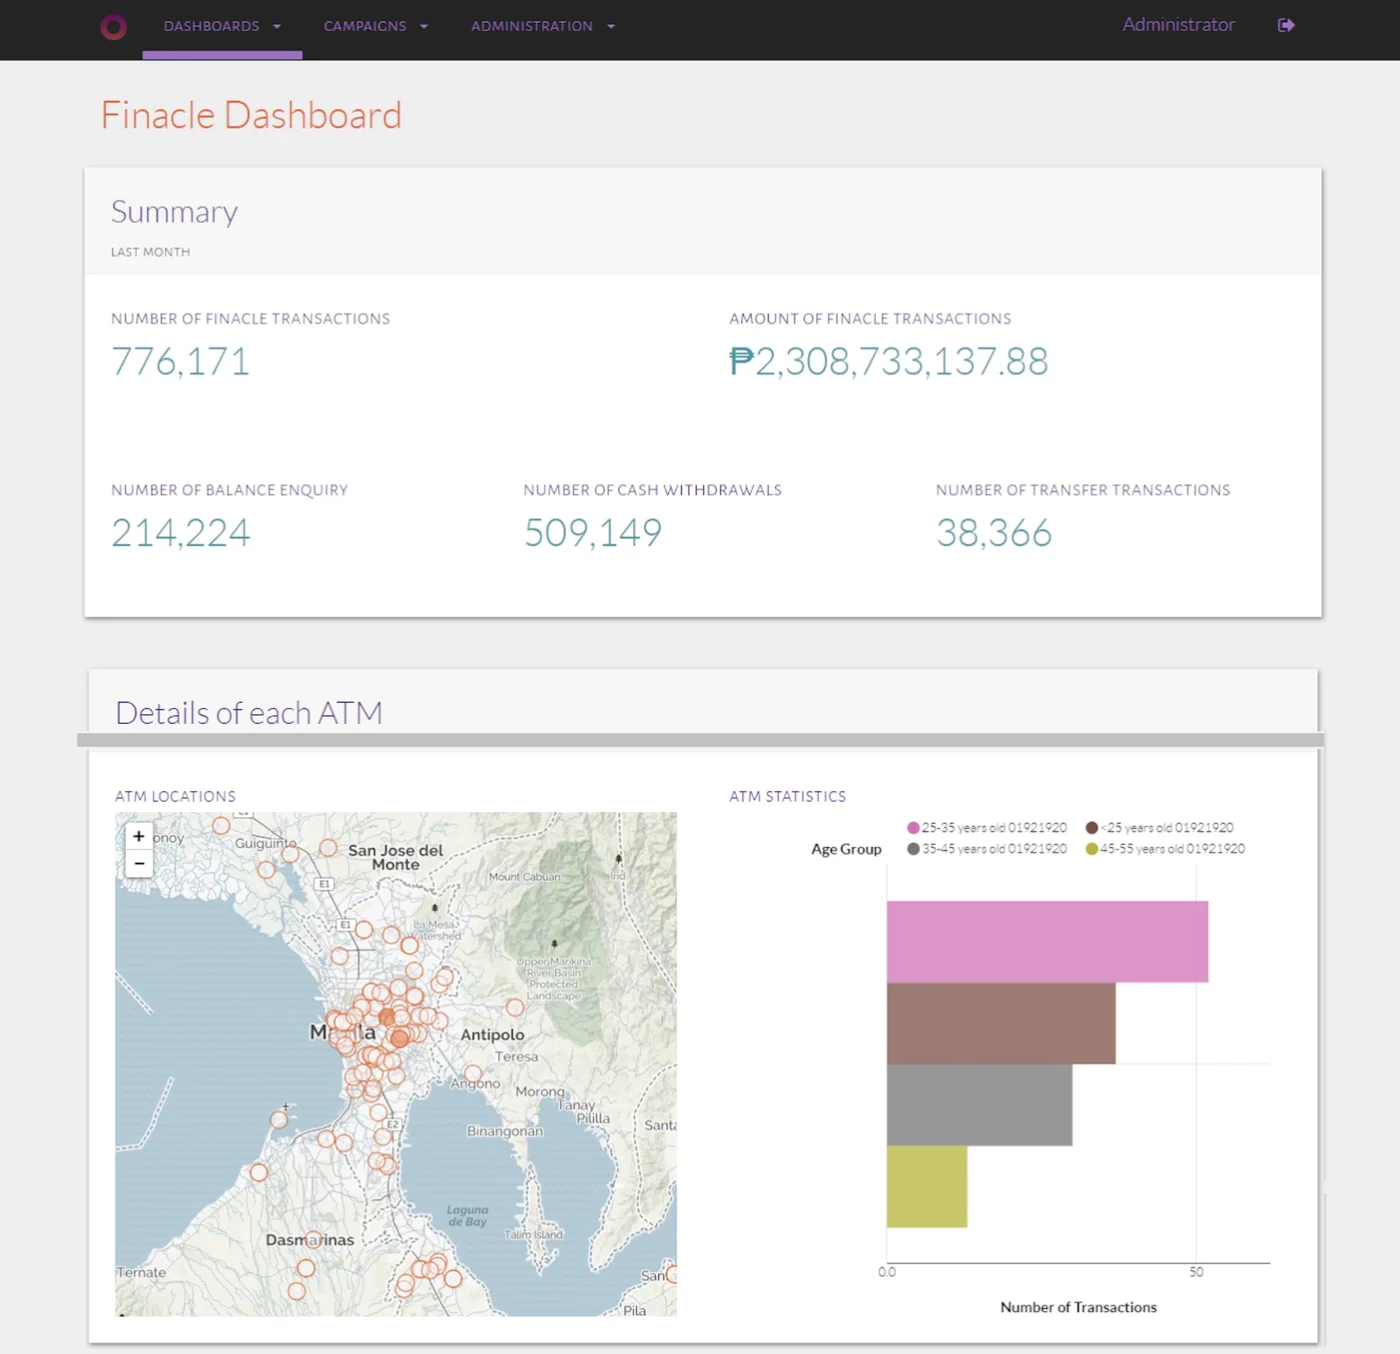 DASHBOARDS CAMPAIGNS ADMINISTRATION Administrator
Finacle Dashboard
Summary
LAST MONTH
NUMBER OF FINACLE TRANSACTIONS
776,171
AMOUNT OF FINACLE TRANSACTIONS
₱2,308,733,137.88
NUMBER OF BALANCE ENQUIRY
214,224
NUMBER OF CASH WITHDRAWALS
509,149
NUMBER OF TRANSFER TRANSACTIONS
38,366
Details of each ATM
ATM LOCATIONS
+
−
onoy
Guiguinto
San Jose del
Monte
Mount Cabuan
Irid
E1
E1
La Mesa
Watershed
Upper Marikina
River Basin
Protected
Landscape
Antipolo
Teresa
Angono
Morong
Tanay
Pililla
Santa
E2
Binangonan
Laguna
de Bay
Talim Island
Dasmarinas
Ternate
San
Pila
ATM STATISTICS
Age Group
25-35 years old 01921920 <25 years old 01921920
35-45 years old 01921920 45-55 years old 01921920
0.0 50
Number of Transactions